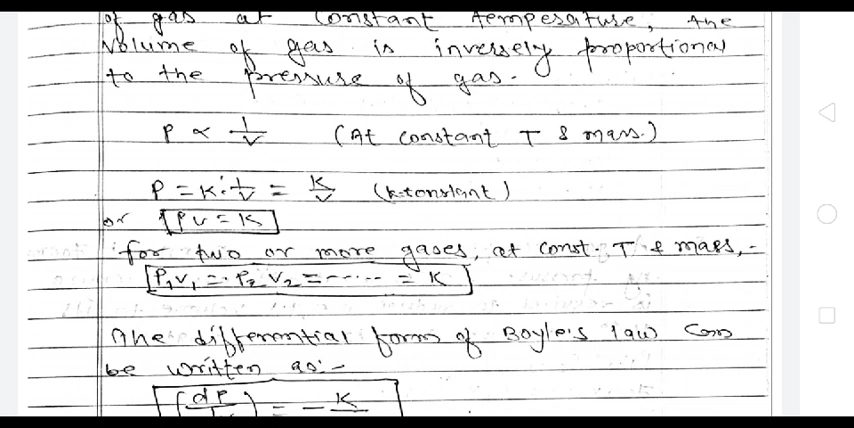 of gas at constant temperature, the
volume of gas is inversely proportional
to the pressure of gas.
P ∝ 1/V (At constant T & mass.)
P = K·1/V = K/V (k = constant)
or PV = K
for two or more gases, at const. T & mass,-
P₁V₁ = P₂V₂ = ------ = K
The differential form of Boyle's law can
be written as:-
(dP/) = - K